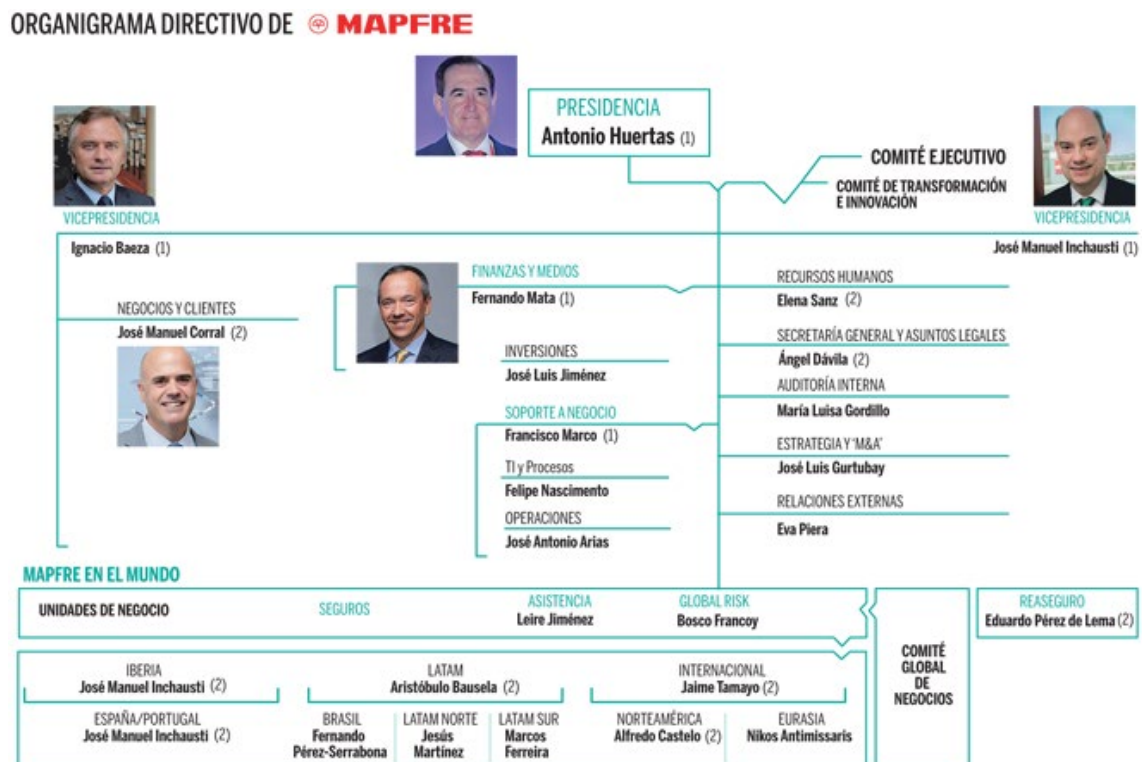 ORGANIGRAMA DIRECTIVO DE MAPFRE
PRESIDENCIA
Antonio Huertas (1)
COMITÉ EJECUTIVO
COMITÉ DE TRANSFORMACIÓN
E INNOVACIÓN
VICEPRESIDENCIA
Ignacio Baeza (1)
VICEPRESIDENCIA
José Manuel Inchausti (1)
NEGOCIOS Y CLIENTES
José Manuel Corral (2)
FINANZAS Y MEDIOS
Fernando Mata (1)
INVERSIONES
José Luis Jiménez
SOPORTE A NEGOCIO
Francisco Marco (1)
TI y Procesos
Felipe Nascimento
OPERACIONES
José Antonio Arias
RECURSOS HUMANOS
Elena Sanz (2)
SECRETARÍA GENERAL Y ASUNTOS LEGALES
Ángel Dávila (2)
AUDITORÍA INTERNA
María Luisa Gordillo
ESTRATEGIA Y 'M&A'
José Luis Gurtubay
RELACIONES EXTERNAS
Eva Piera
MAPFRE EN EL MUNDO
UNIDADES DE NEGOCIO
SEGUROS
ASISTENCIA
Leire Jiménez
GLOBAL RISK
Bosco Francoy
COMITÉ
GLOBAL
DE
NEGOCIOS
REASEGURO
Eduardo Pérez de Lema (2)
IBERIA
José Manuel Inchausti (2)
ESPAÑA/PORTUGAL
José Manuel Inchausti (2)
LATAM
Aristóbulo Bausela (2)
BRASIL
Fernando
Pérez-Serrabona
LATAM NORTE
Jesús
Martínez
LATAM SUR
Marcos
Ferreira
INTERNACIONAL
Jaime Tamayo (2)
NORTEAMÉRICA
Alfredo Castelo (2)
EURASIA
Nikos Antimissaris